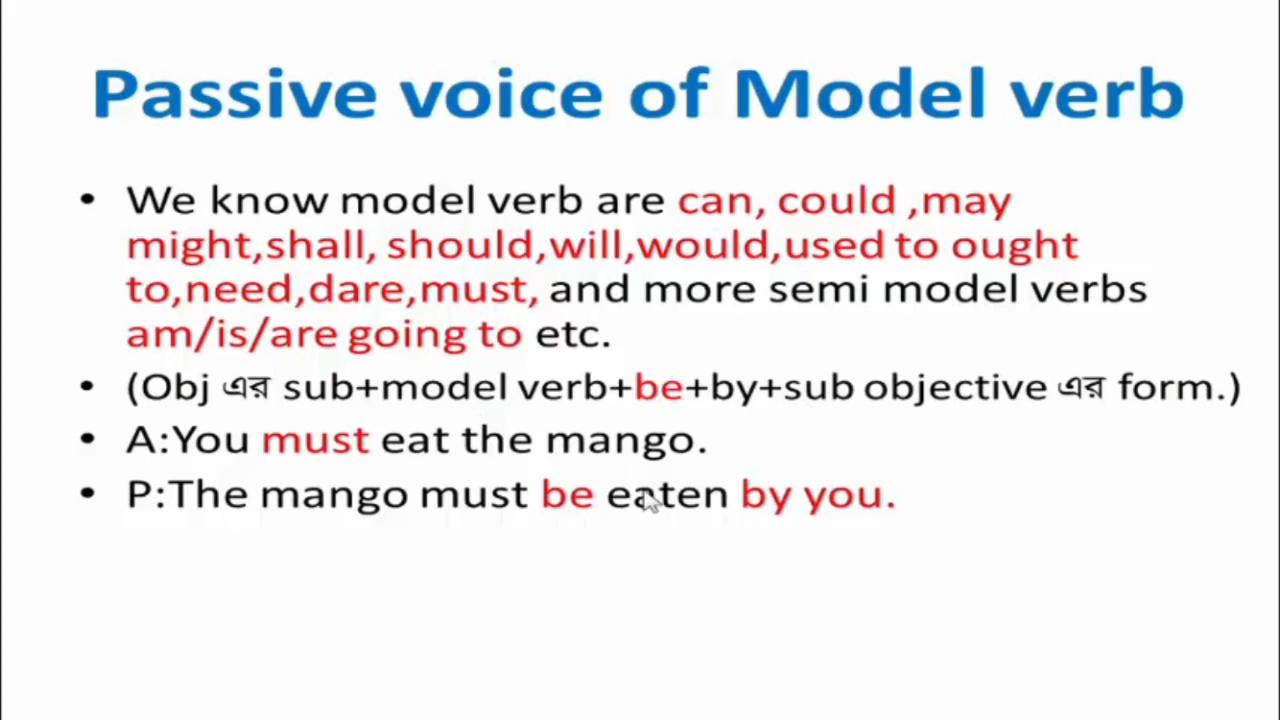 Passive voice of Model verb
• We know model verb are can, could ,may
might,shall, should,will,would,used to ought
to,need,dare,must, and more semi model verbs
am/is/are going to etc.
• (Obj এর sub+model verb+be+by+sub objective এর form.)
• A:You must eat the mango.
• P:The mango must be eaten by you.